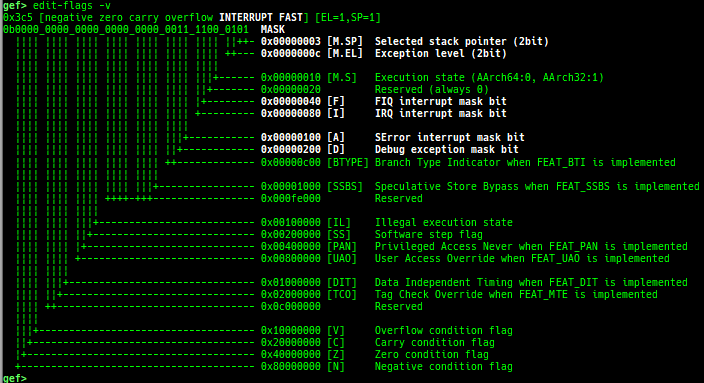 gef> edit-flags -v
0x3c5 [negative zero carry overflow INTERRUPT FAST] [EL=1,SP=1]
0b0000_0000_0000_0000_0000_0011_1100_0101  MASK
0x00000003 [M.SP]  Selected stack pointer (2bit)
0x0000000c [M.EL]  Exception level (2bit)
0x00000010 [M.S]   Execution state (AArch64:0, AArch32:1)
0x00000020         Reserved (always 0)
0x00000040 [F]     FIQ interrupt mask bit
0x00000080 [I]     IRQ interrupt mask bit
0x00000100 [A]     SError interrupt mask bit
0x00000200 [D]     Debug exception mask bit
0x00000c00 [BTYPE] Branch Type Indicator when FEAT_BTI is implemented
0x00001000 [SSBS]  Speculative Store Bypass when FEAT_SSBS is implemented
0x000fe000         Reserved
0x00100000 [IL]    Illegal execution state
0x00200000 [SS]    Software step flag
0x00400000 [PAN]   Privileged Access Never when FEAT_PAN is implemented
0x00800000 [UAO]   User Access Override when FEAT_UAO is implemented
0x01000000 [DIT]   Data Independent Timing when FEAT_DIT is implemented
0x02000000 [TCO]   Tag Check Override when FEAT_MTE is implemented
0x0c000000         Reserved
0x10000000 [V]     Overflow condition flag
0x20000000 [C]     Carry condition flag
0x40000000 [Z]     Zero condition flag
0x80000000 [N]     Negative condition flag
gef>